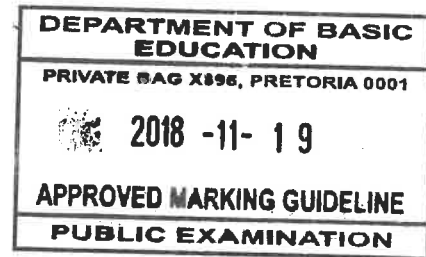 DEPARTMENT OF BASIC
EDUCATION
PRIVATE BAG X895, PRETORIA 0001
2018 -11- 19
APPROVED MARKING GUIDELINE
PUBLIC EXAMINATION